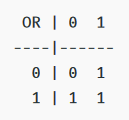 OR | 0  1
----|------
  0 | 0  1
  1 | 1  1